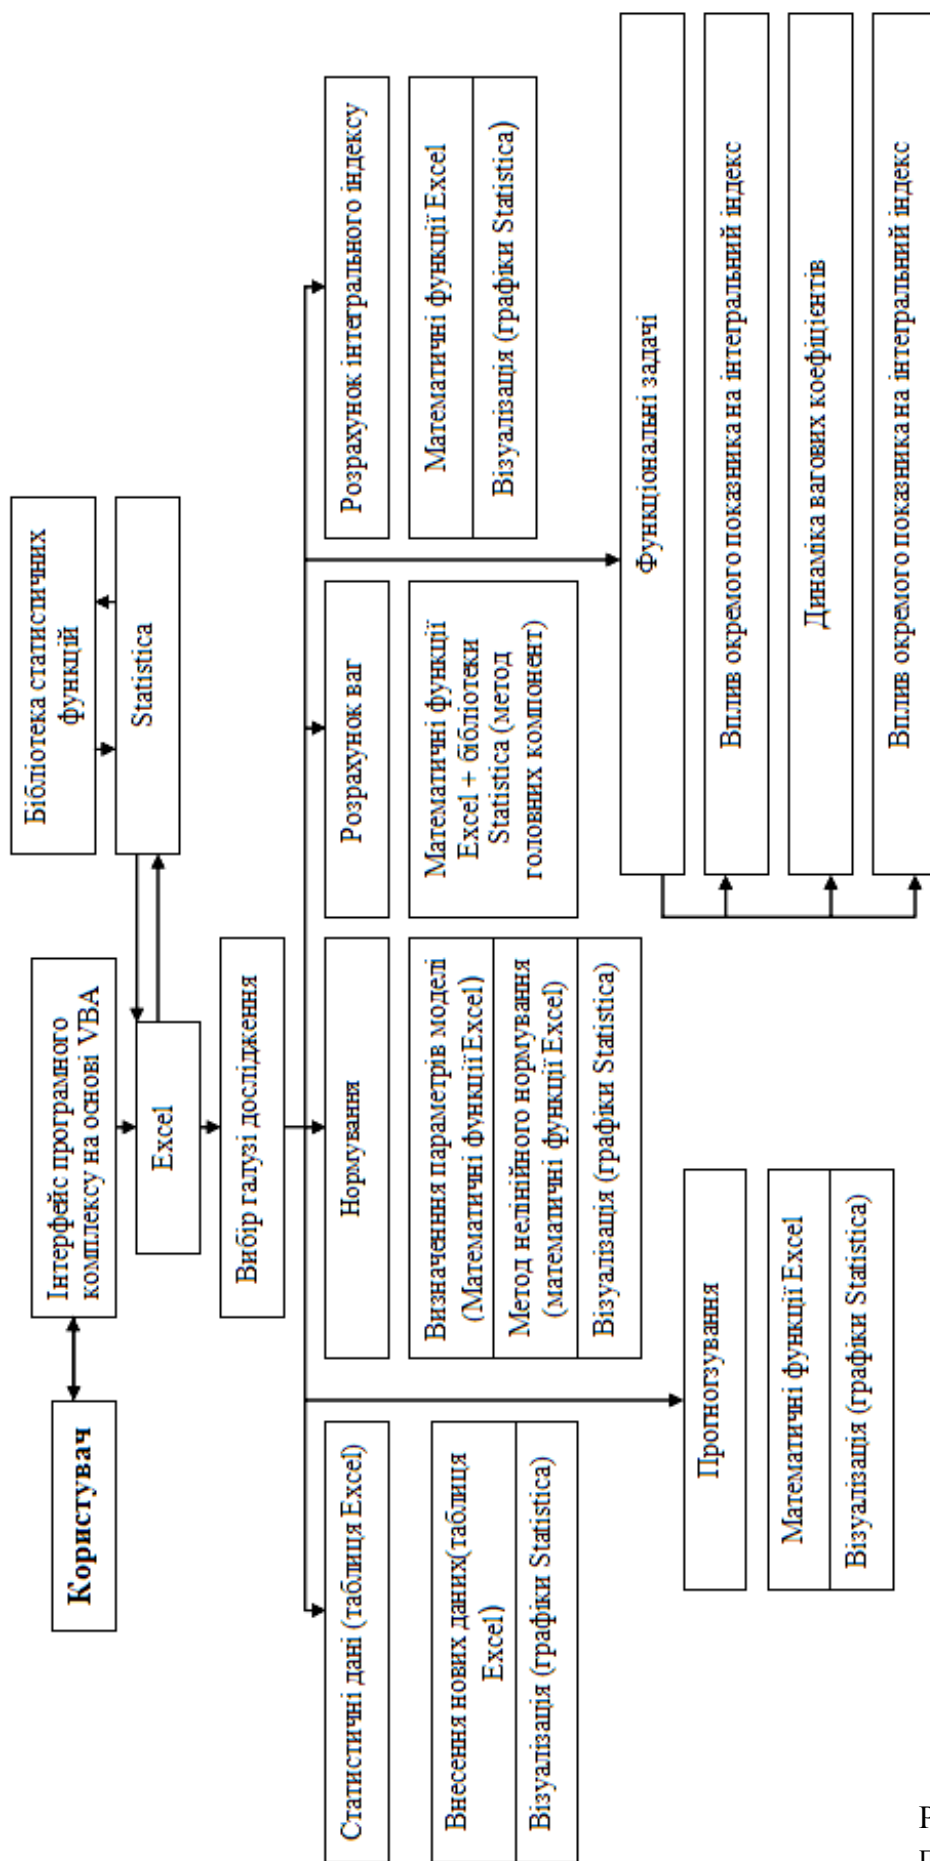 Користувач
Інтерфейс програмного
комплексу на основі VBA
Бібліотека статистичних
функцій
Excel
Statistica
Вибір галузі дослідження
Статистичні дані (таблиця Excel)
Внесення нових даних(таблиця
Excel)
Візуалізація (графіки Statistica)
Нормування
Визначенння параметрів моделі
(Математичні функції Excel)
Метод нелінійного нормування
(математичні функції Excel)
Візуалізація (графіки Statistica)
Розрахунок ваг
Математичні функції
Excel + бібліотеки
Statistica (метод
головних компонент)
Розрахунок інтегрального індексу
Математичні функції Excel
Візуалізація (графіки Statistica)
Прогногзування
Математичні функції Excel
Візуалізація (графіки Statistica)
Функціональні задачі
Вплив окремого показника на інтегральний індекс
Динаміка вагових коефіцієнтів
Вплив окремого показника на інтегральний індекс